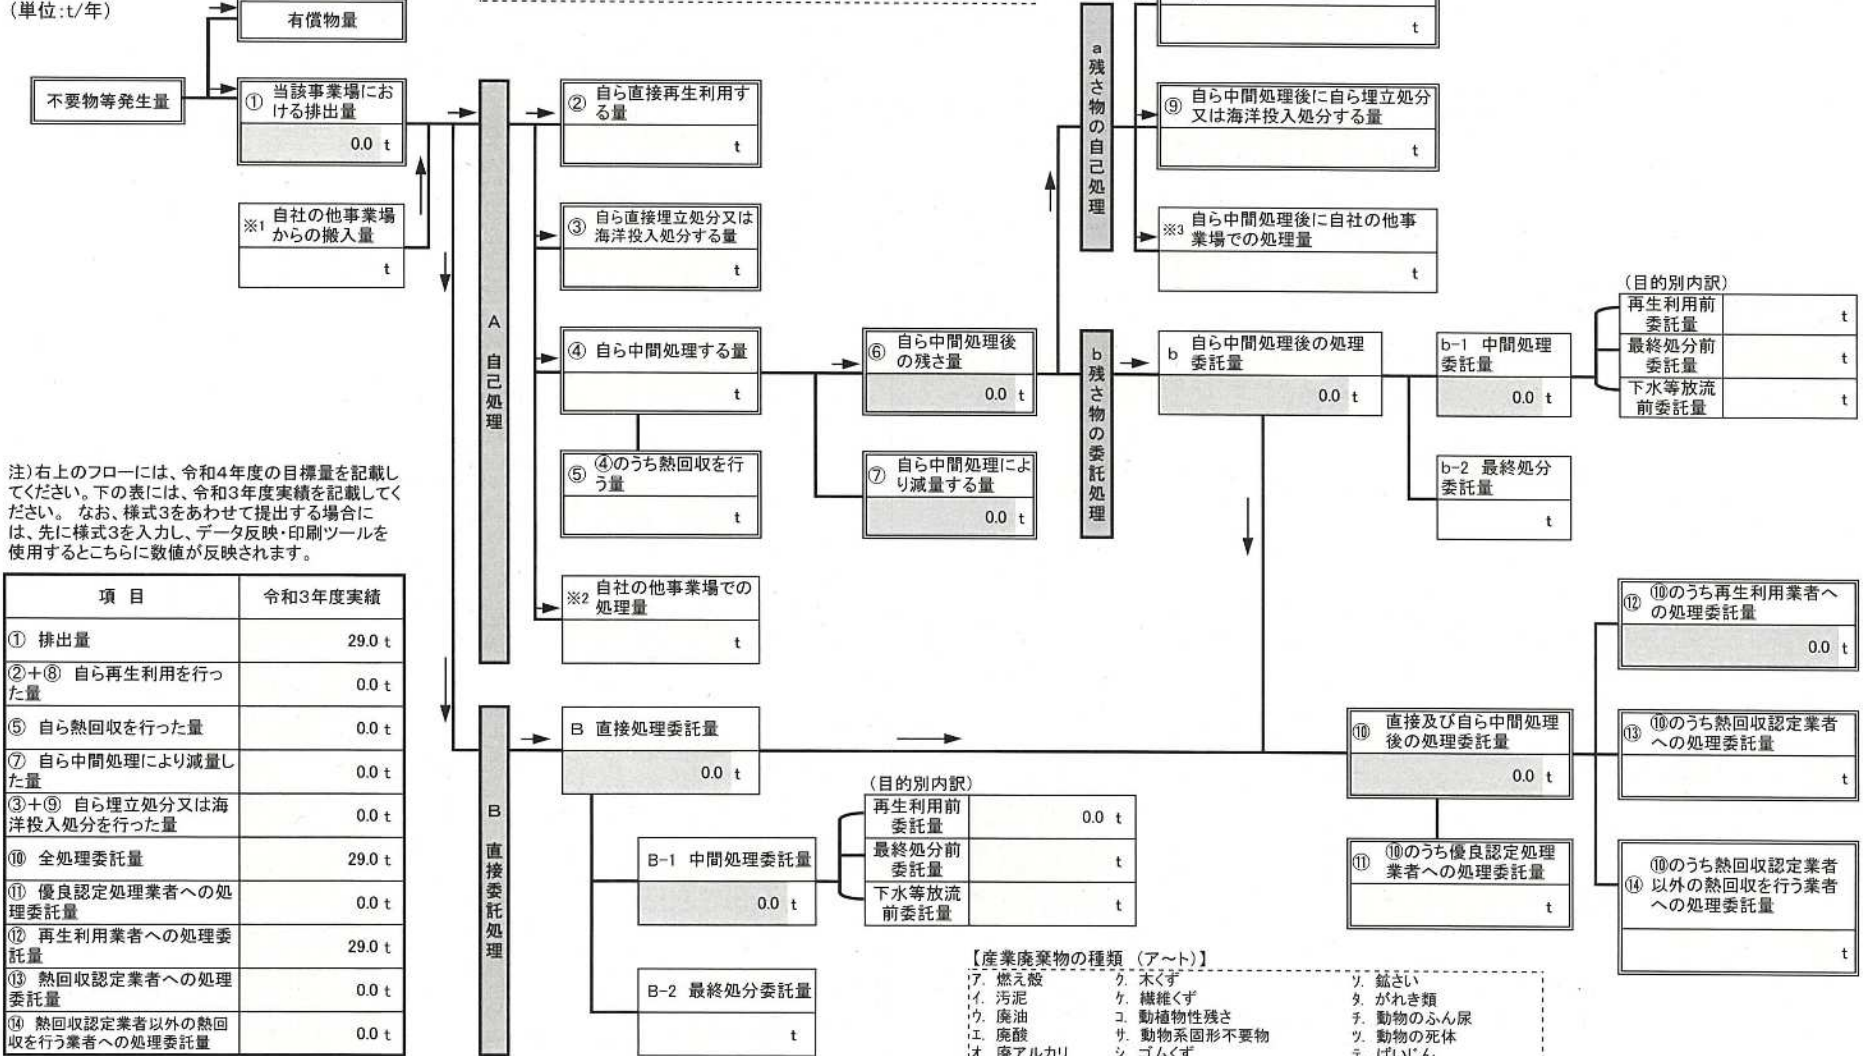 (単位:t/年)
有償物量
不要物等発生量
① 当該事業場にお
ける排出量
0.0 t
※1 自社の他事業場
からの搬入量
t
A 自己処理
② 自ら直接再生利用す
る量
t
③ 自ら直接埋立処分又は
海洋投入処分する量
t
④ 自ら中間処理する量
t
⑤ ④のうち熱回収を行
う量
t
※2 自社の他事業場での
処理量
t
⑥ 自ら中間処理後
の残さ量
0.0 t
⑦ 自ら中間処理によ
り減量する量
0.0 t
a 残さ物の自己処理
t
⑨ 自ら中間処理後に自ら埋立処分
又は海洋投入処分する量
t
※3 自ら中間処理後に自社の他事
業場での処理量
t
b 残さ物の委託処理
b 自ら中間処理後の処理
委託量
0.0 t
b-1 中間処理
委託量
0.0 t
(目的別内訳)
再生利用前
委託量
t
最終処分前
委託量
t
下水等放流
前委託量
t
b-2 最終処分
委託量
t
注)右上のフローには、令和4年度の目標量を記載し
てください。下の表には、令和3年度実績を記載してく
ださい。 なお、様式3をあわせて提出する場合に
は、先に様式3を入力し、データ反映・印刷ツールを
使用するとこちらに数値が反映されます。
項 目 令和3年度実績
① 排出量 29.0 t
②+⑧ 自ら再生利用を行っ
た量 0.0 t
⑤ 自ら熱回収を行った量 0.0 t
⑦ 自ら中間処理により減量し
た量 0.0 t
③+⑨ 自ら埋立処分又は海
洋投入処分を行った量 0.0 t
⑩ 全処理委託量 29.0 t
⑪ 優良認定処理業者への処
理委託量 0.0 t
⑫ 再生利用業者への処理委
託量 29.0 t
⑬ 熱回収認定業者への処理
委託量 0.0 t
⑭ 熱回収認定業者以外の熱回
収を行う業者への処理委託量 0.0 t
B 直接委託処理
B 直接処理委託量
0.0 t
B-1 中間処理委託量
0.0 t
(目的別内訳)
再生利用前
委託量
0.0 t
最終処分前
委託量
t
下水等放流
前委託量
t
B-2 最終処分委託量
t
⑩ 直接及び自ら中間処理
後の処理委託量
0.0 t
⑪ ⑩のうち優良認定処理
業者への処理委託量
t
⑫ ⑩のうち再生利用業者へ
の処理委託量
0.0 t
⑬ ⑩のうち熱回収認定業者
への処理委託量
t
⑭ ⑩のうち熱回収認定業者
以外の熱回収を行う業者
への処理委託量
t
【産業廃棄物の種類 (ア~ト)】
ア. 燃え殻 ク. 木くず ソ. 鉱さい
イ. 汚泥 ケ. 繊維くず タ. がれき類
ウ. 廃油 コ. 動植物性残さ チ. 動物のふん尿
エ. 廃酸 サ. 動物系固形不要物 ツ. 動物の死体
オ. 廃アルカリ シ. ゴムくず テ. ばいじん